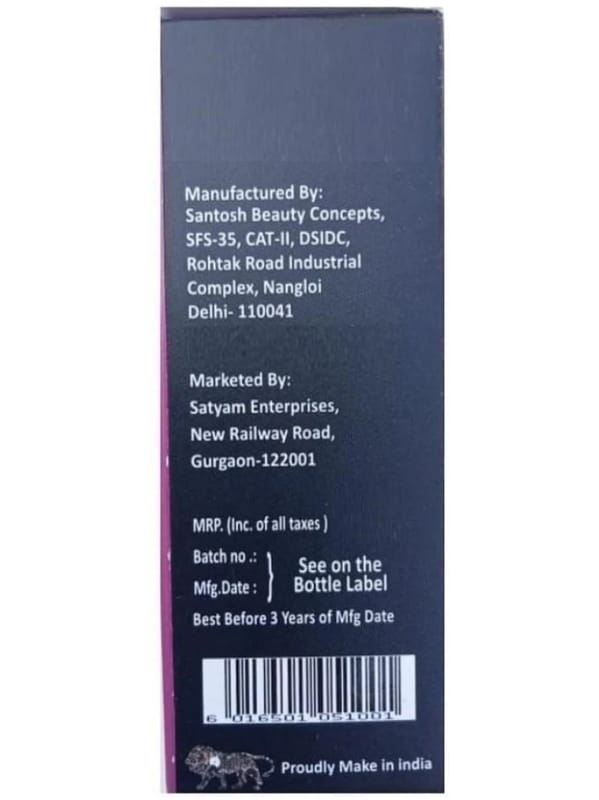 Manufactured By:
Santosh Beauty Concepts,
SFS-35, CAT-II, DSIDC,
Rohtak Road Industrial
Complex, Nangloi
Delhi- 110041
Marketed By:
Satyam Enterprises,
New Railway Road,
Gurgaon-122001
MRP. (Inc. of all taxes )
Batch no .:
Mfg.Date :
See on the
Bottle Label
Best Before 3 Years of Mfg Date
6 016501 051001
Proudly Make in india